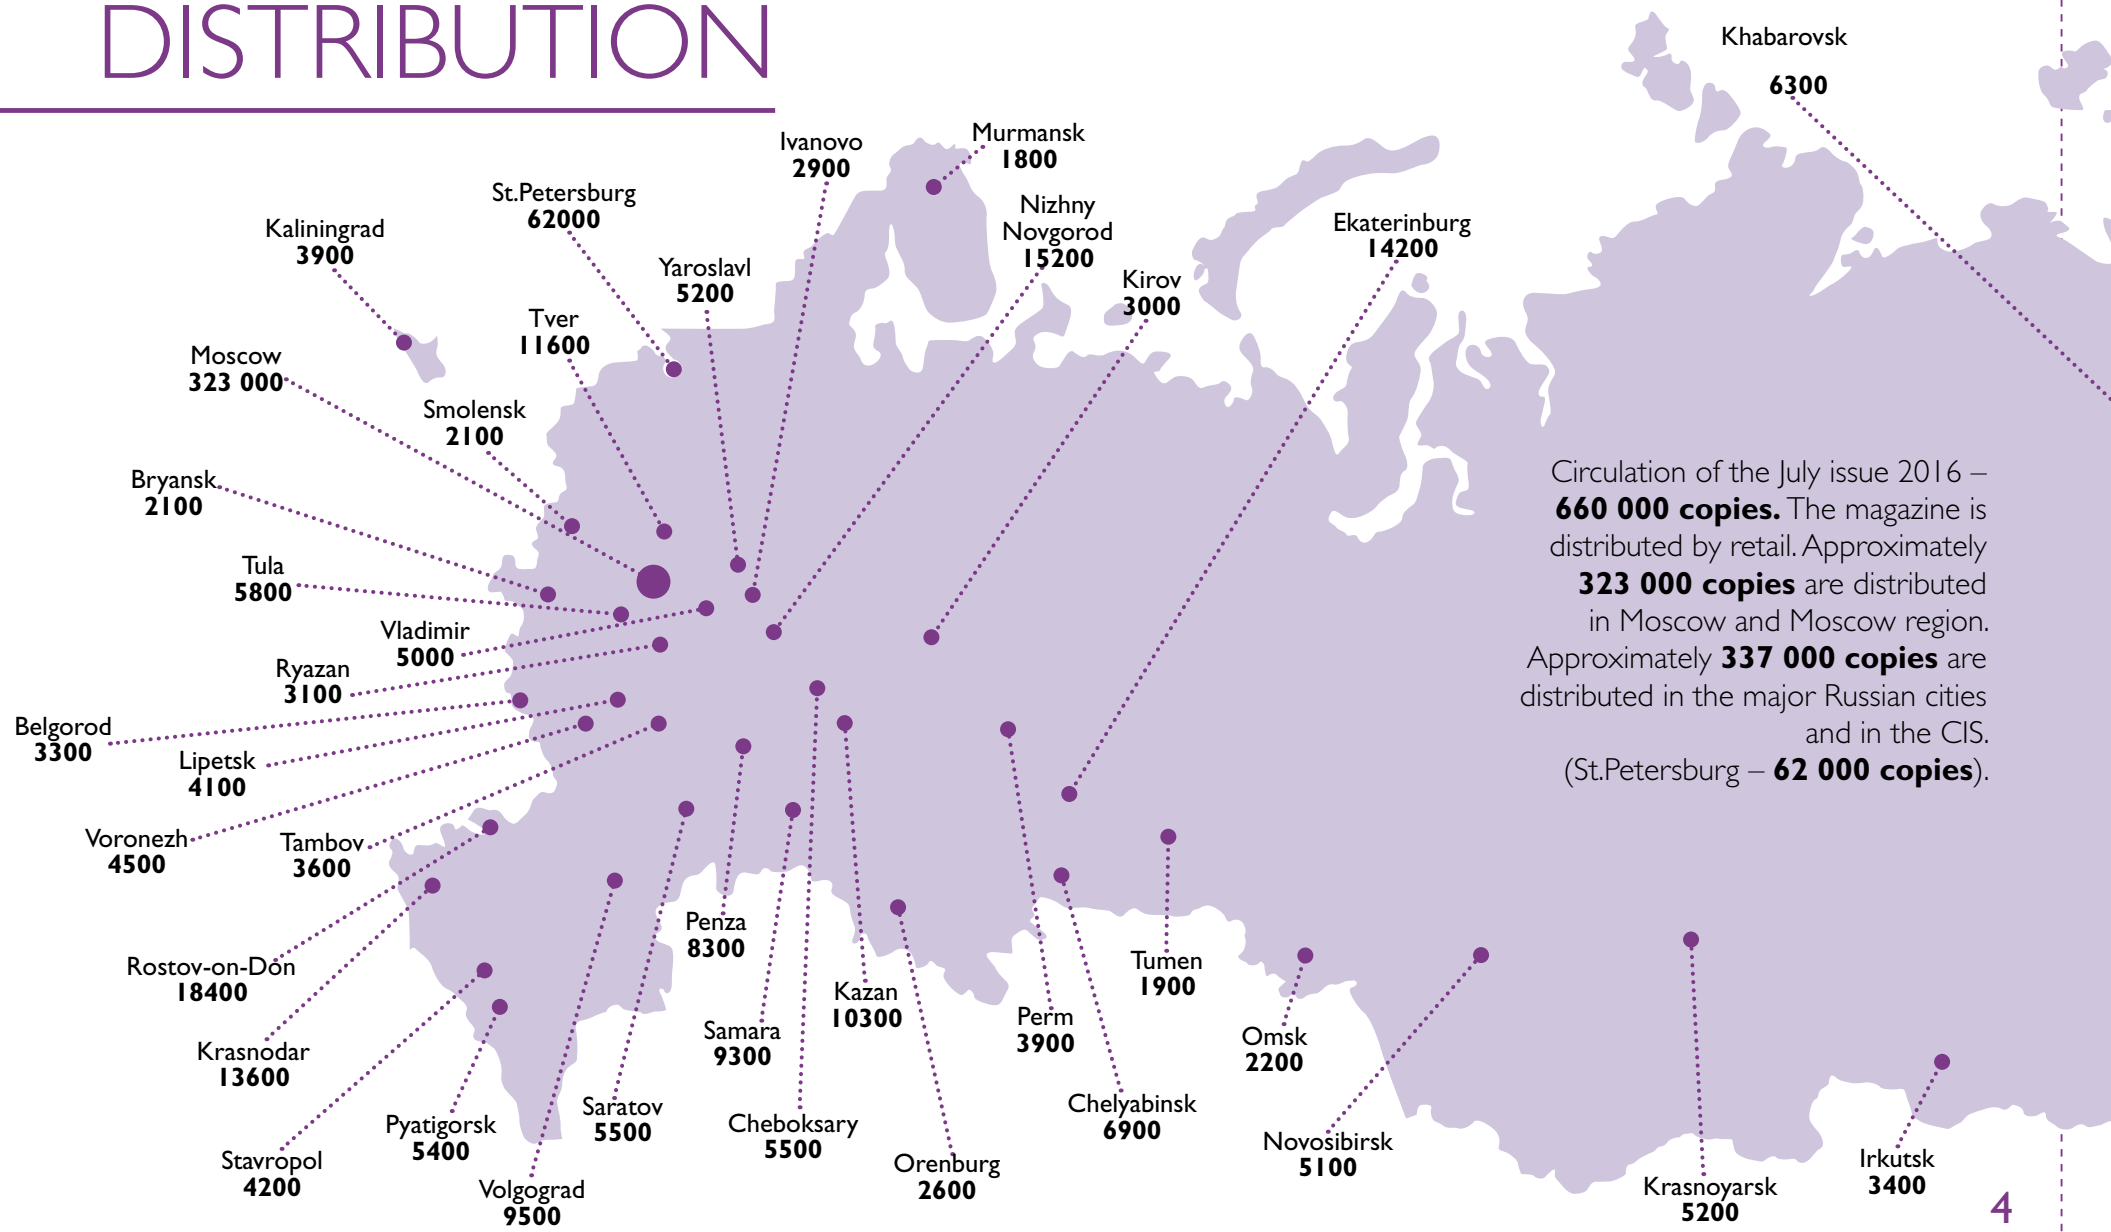 DISTRIBUTION
Khabarovsk
6300
Murmansk
1800
Ivanovo
2900
St.Petersburg
62000
Nizhny
Novgorod
15200
Ekaterinburg
14200
Kaliningrad
3900
Yaroslavl
5200
Kirov
3000
Tver
11600
Moscow
323 000
Smolensk
2100
Bryansk
2100
Tula
5800
Vladimir
5000
Ryazan
3100
Belgorod
3300
Lipetsk
4100
Voronezh
4500
Tambov
3600
Rostov-on-Don
18400
Krasnodar
13600
Stavropol
4200
Pyatigorsk
5400
Volgograd
9500
Saratov
5500
Penza
8300
Samara
9300
Cheboksary
5500
Kazan
10300
Orenburg
2600
Perm
3900
Chelyabinsk
6900
Tumen
1900
Omsk
2200
Novosibirsk
5100
Krasnoyarsk
5200
Irkutsk
3400
Circulation of the July issue 2016 –
660 000 copies. The magazine is
distributed by retail. Approximately
323 000 copies are distributed
in Moscow and Moscow region.
Approximately 337 000 copies are
distributed in the major Russian cities
and in the CIS.
(St.Petersburg – 62 000 copies).
4